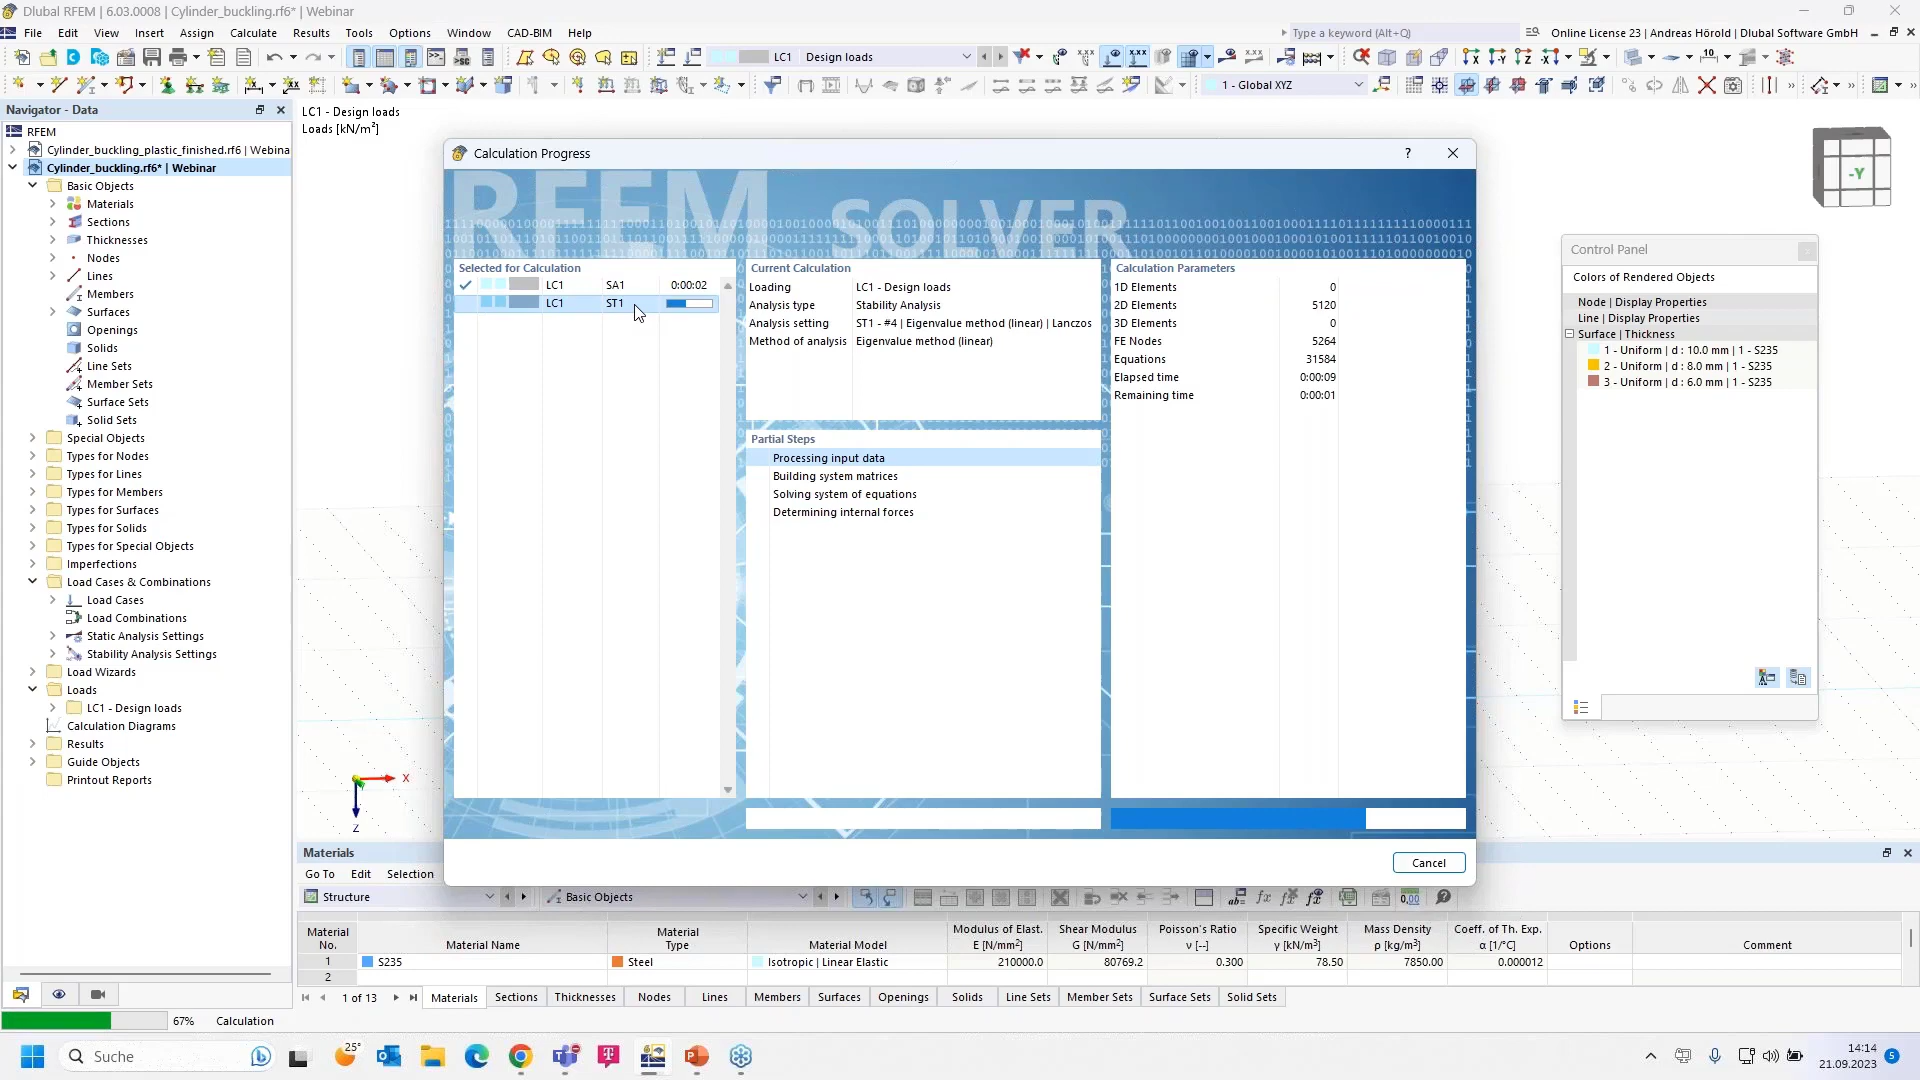 Dlubal RFEM | 6.03.0008 | Cylinder_buckling.rf6* | Webinar
File Edit View Insert Assign Calculate Results Tools Options Window CAD-BIM Help
Type a keyword (Alt+Q)
Online License 23 | Andreas Hörold | Dlubal Software GmbH
LC1 Design loads
1 - Global XYZ
Navigator - Data
RFEM
Cylinder_buckling_plastic_finished.rf6 | Webina
Cylinder_buckling.rf6* | Webinar
Basic Objects
Materials
Sections
Thicknesses
Nodes
Lines
Members
Surfaces
Openings
Solids
Line Sets
Member Sets
Surface Sets
Solid Sets
Special Objects
Types for Nodes
Types for Lines
Types for Members
Types for Surfaces
Types for Solids
Types for Special Objects
Imperfections
Load Cases & Combinations
Load Cases
Load Combinations
Static Analysis Settings
Stability Analysis Settings
Load Wizards
Loads
LC1 - Design loads
Calculation Diagrams
Results
Guide Objects
Printout Reports
67% Calculation
LC1 - Design loads
Loads [kN/m²]
X
Z
Calculation Progress
RFEM SOLVER
Selected for Calculation
LC1 SA1 0:00:02
LC1 ST1
Current Calculation
Loading LC1 - Design loads
Analysis type Stability Analysis
Analysis setting ST1 - #4 | Eigenvalue method (linear) | Lanczos
Method of analysis Eigenvalue method (linear)
Partial Steps
Processing input data
Building system matrices
Solving system of equations
Determining internal forces
Calculation Parameters
1D Elements 0
2D Elements 5120
3D Elements 0
FE Nodes 5264
Equations 31584
Elapsed time 0:00:09
Remaining time 0:00:01
Cancel
-Y
Control Panel
Colors of Rendered Objects
Node | Display Properties
Line | Display Properties
Surface | Thickness
1 - Uniform | d : 10.0 mm | 1 - S235
2 - Uniform | d : 8.0 mm | 1 - S235
3 - Uniform | d : 6.0 mm | 1 - S235
Materials
Go To Edit Selection
Structure
Basic Objects
Material No. Material Name Material Type Material Model Modulus of Elast. E [N/mm²] Shear Modulus G [N/mm²] Poisson's Ratio ν [--] Specific Weight γ [kN/m³] Mass Density ρ [kg/m³] Coeff. of Th. Exp. α [1/°C] Options Comment
1 S235 Steel Isotropic | Linear Elastic 210000.0 80769.2 0.300 78.50 7850.00 0.000012
2
1 of 13 Materials Sections Thicknesses Nodes Lines Members Surfaces Openings Solids Line Sets Member Sets Surface Sets Solid Sets
Suche
25°
14:14
21.09.2023
5